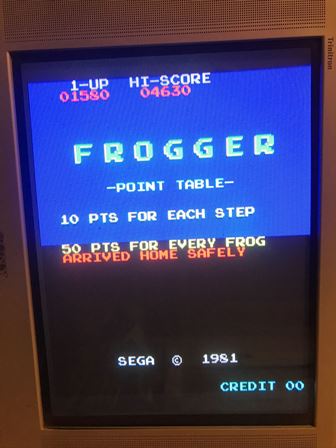 Trinitron
1-UP HI-SCORE
01580 04630
FROGGER
-POINT TABLE-
10 PTS FOR EACH STEP
50 PTS FOR EVERY FROG
ARRIVED HOME SAFELY
SEGA © 1981
CREDIT 00